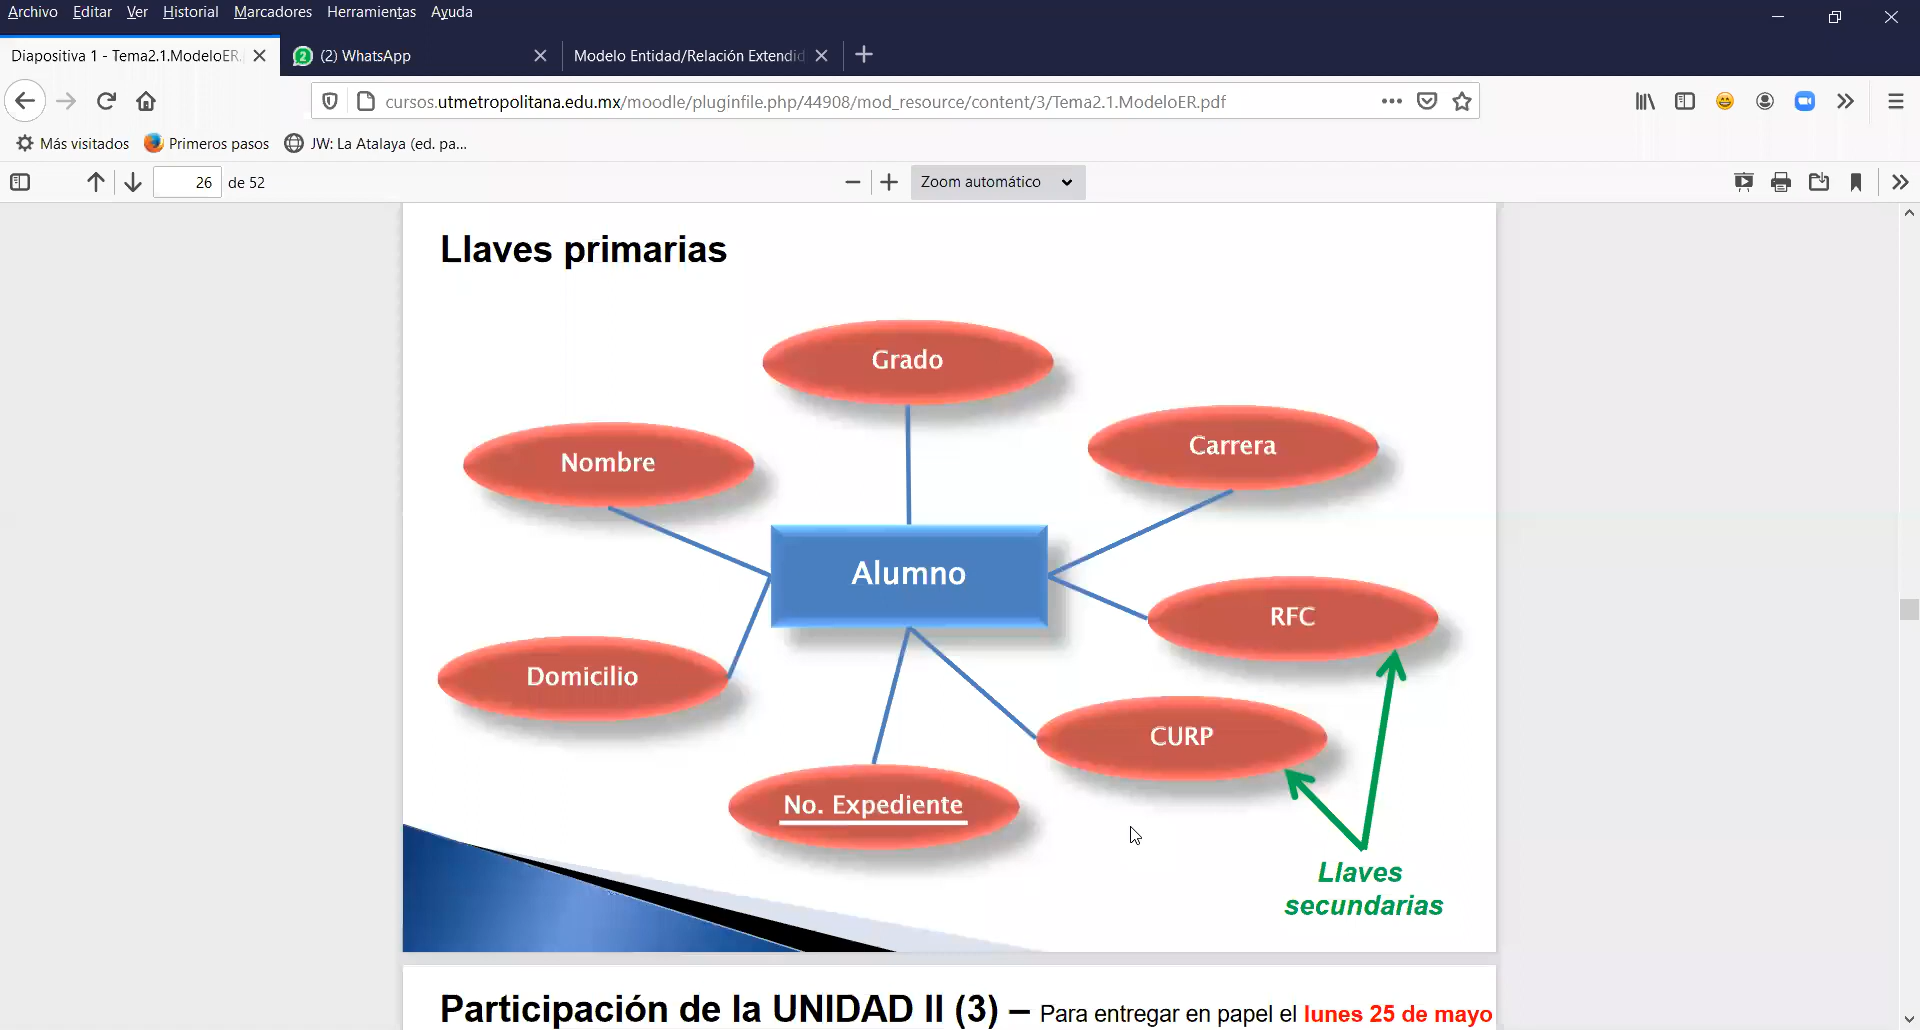 Archivo Editar Ver Historial Marcadores Herramientas Ayuda
Diapositiva 1 - Tema2.1.ModeloER. (2) WhatsApp Modelo Entidad/Relación Extendid
cursos.utmetropolitana.edu.mx/moodle/pluginfile.php/44908/mod_resource/content/3/Tema2.1.ModeloER.pdf
Más visitados Primeros pasos JW: La Atalaya (ed. pa...
26 de 52 Zoom automático
Llaves primarias
Grado
Carrera
Nombre
Alumno
RFC
Domicilio
CURP
No. Expediente
Llaves
secundarias
Participación de la UNIDAD II (3) – Para entregar en papel el lunes 25 de mayo